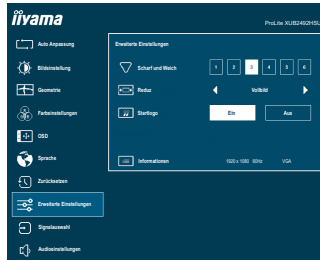 iiyama
ProLite XUB2492HSU
Auto Anpassung
Bildeinstellung
Geometrie
Farbeinstellungen
OSD
Sprache
Zurücksetzen
Erweiterte Einstellungen
Signalauswahl
Audioeinstellungen
Erweiterte Einstellungen
Scharf und Weich
1 2 3 4 5 6
Reduz
Vollbild
Startlogo
Ein Aus
Informationen
1920 x 1080 60Hz VGA